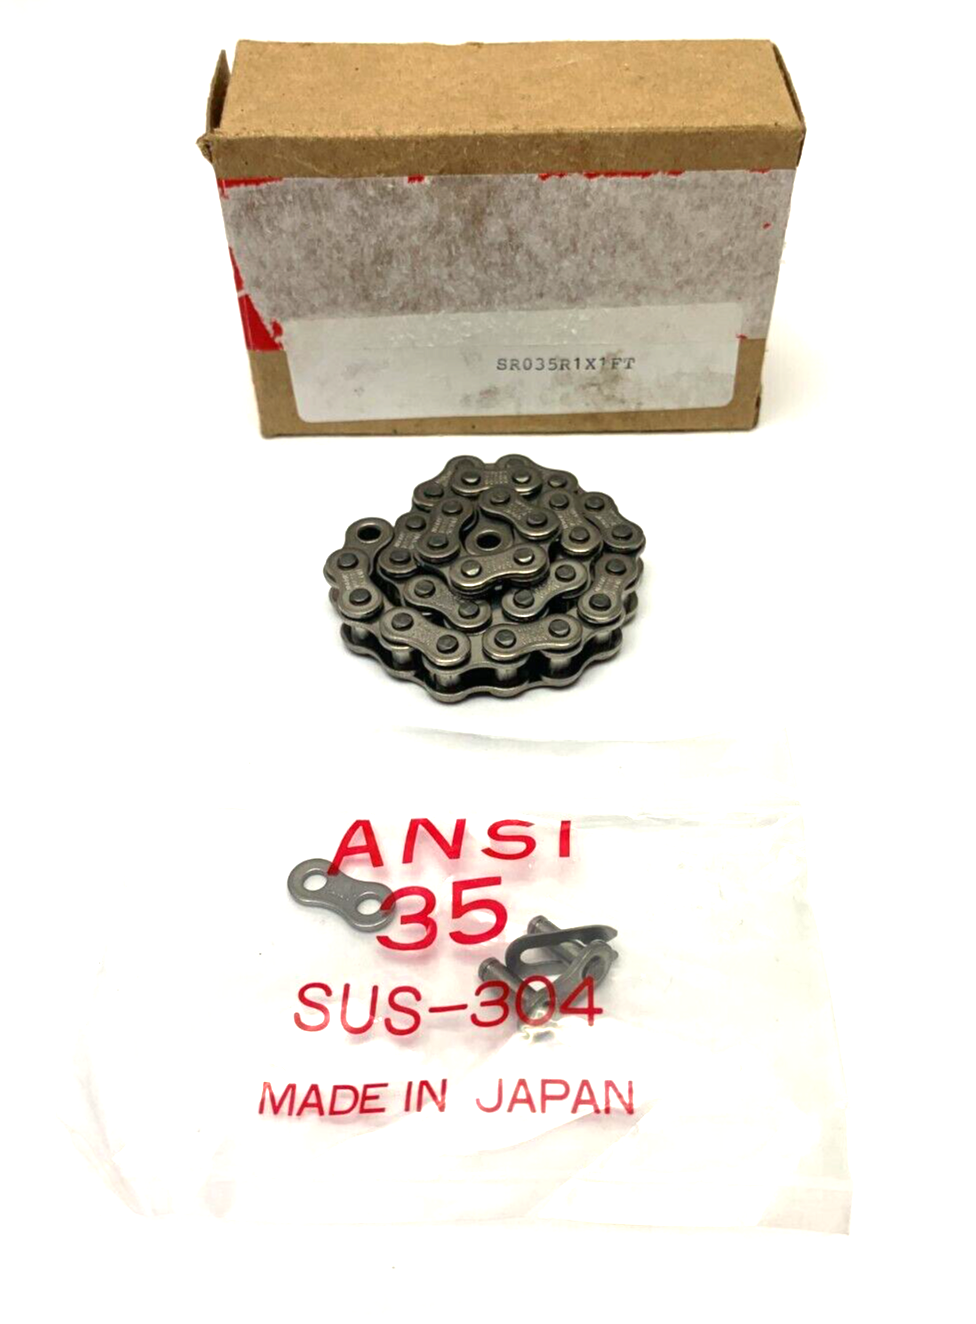 SR035R1X1FT
ANSI
35
SUS-304
MADE IN JAPAN